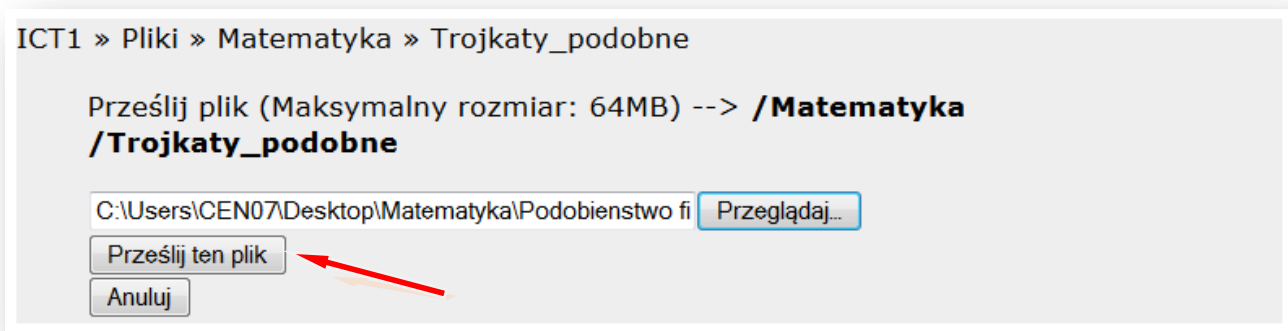 ICT1 » Pliki » Matematyka » Trojkaty_podobne
Prześlij plik (Maksymalny rozmiar: 64MB) --> /Matematyka
/Trojkaty_podobne
C:\Users\CEN07\Desktop\Matematyka\Podobienstwo fi Przeglądaj...
Prześlij ten plik
Anuluj